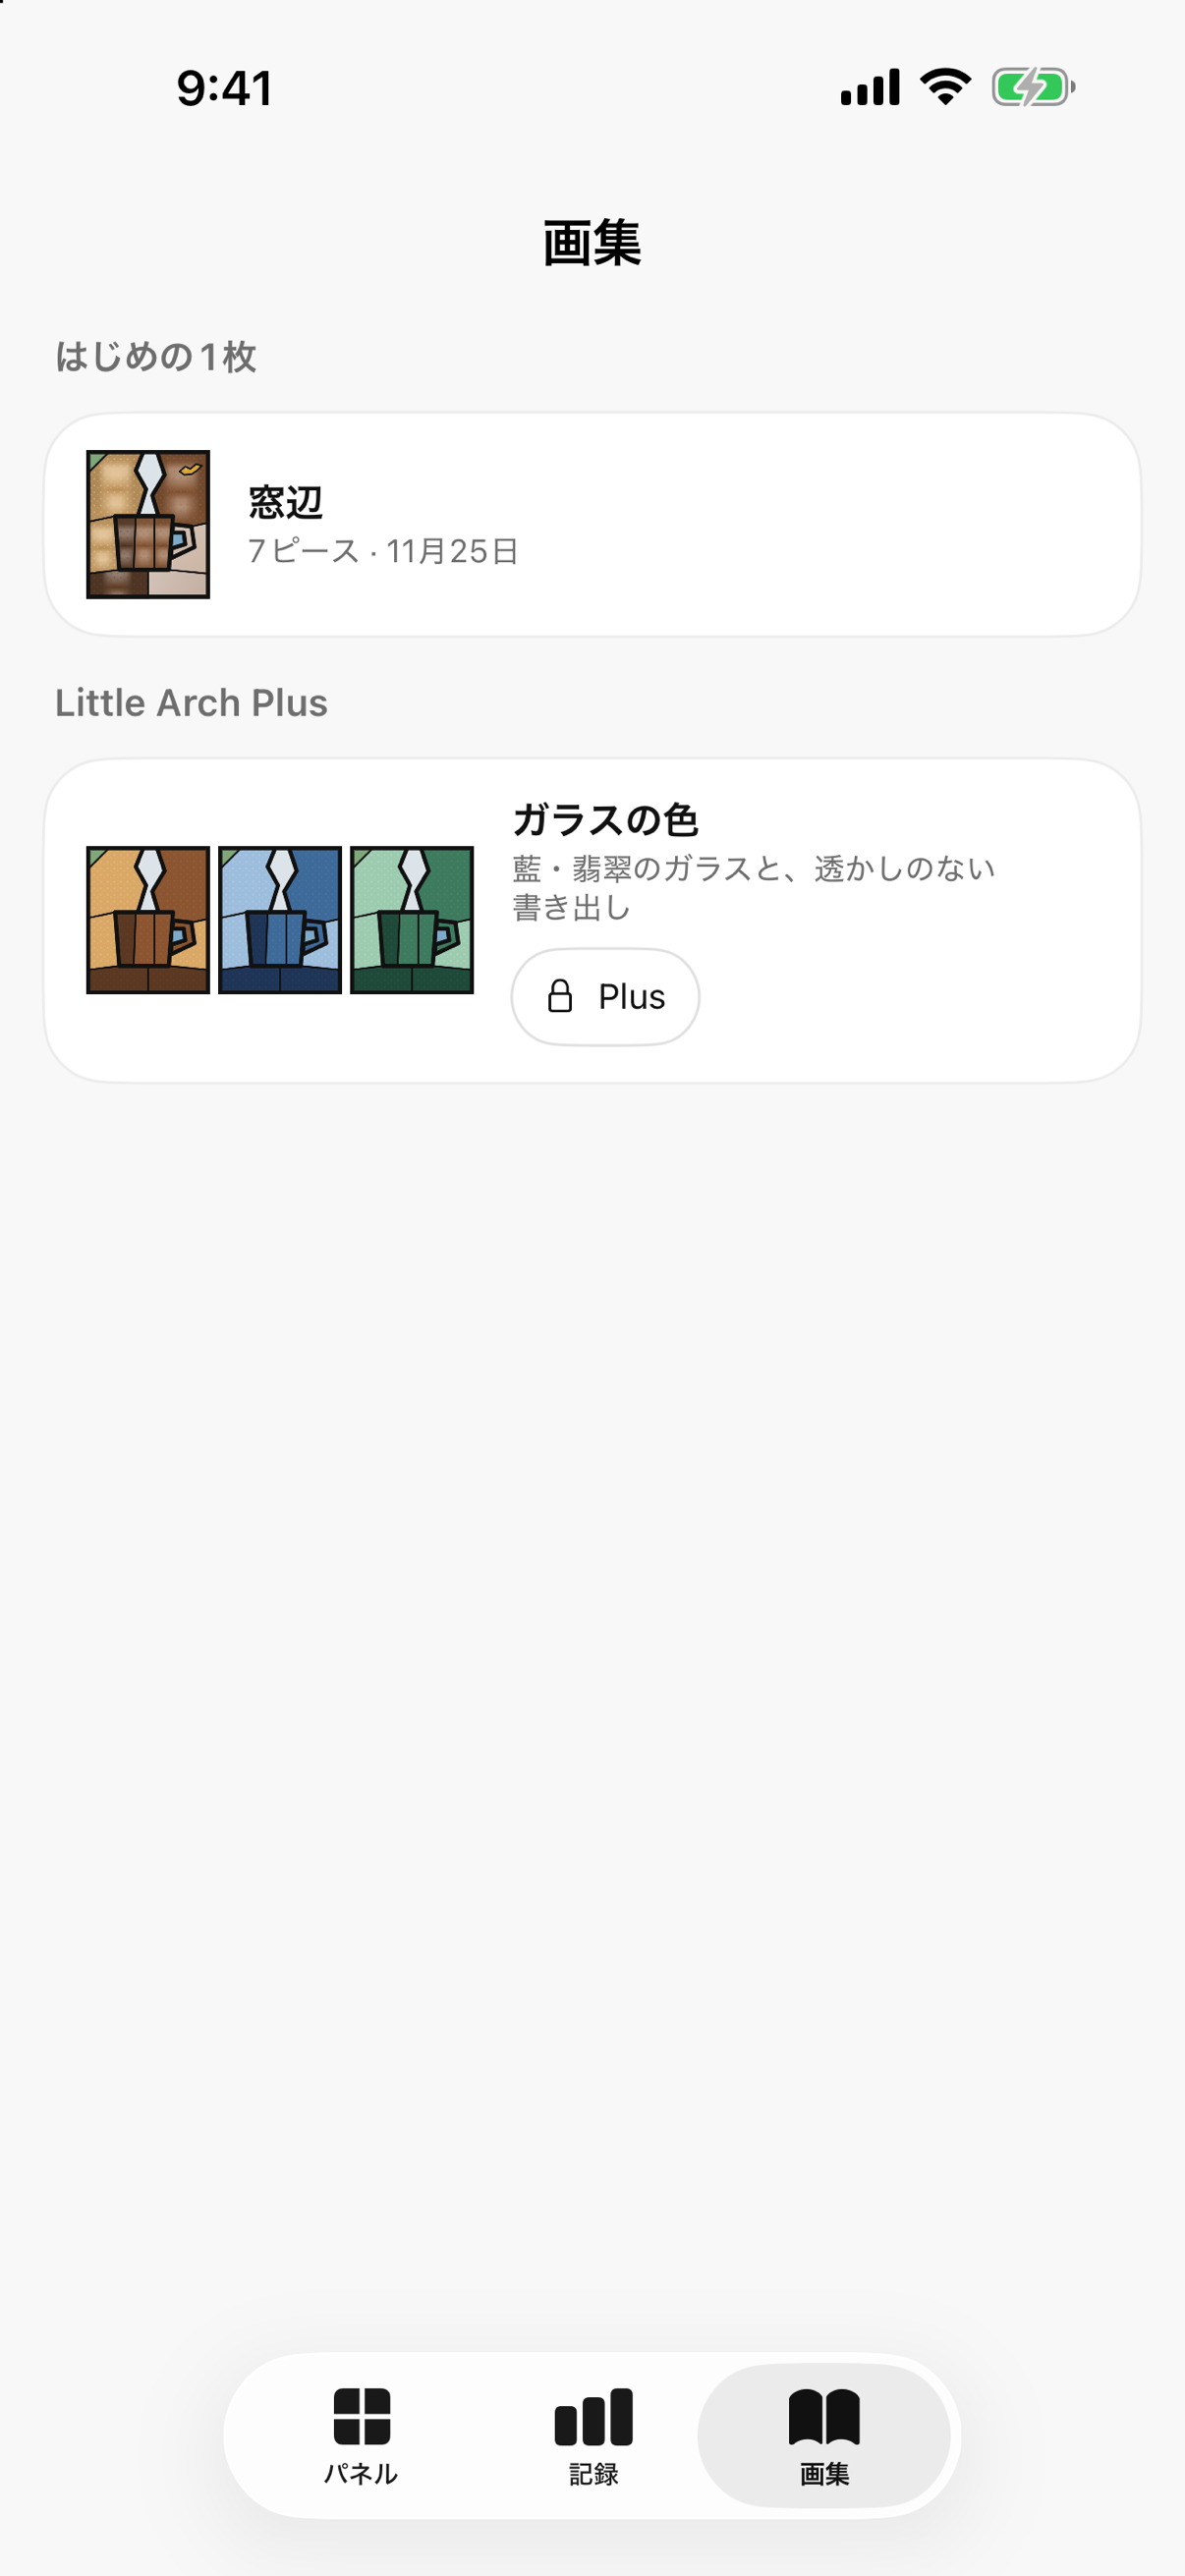 9:41
画集
はじめの1枚
窓辺
7ピース · 11月25日
Little Arch Plus
ガラスの色
藍・翡翠のガラスと、透かしのない
書き出し
Plus
パネル
記録
画集